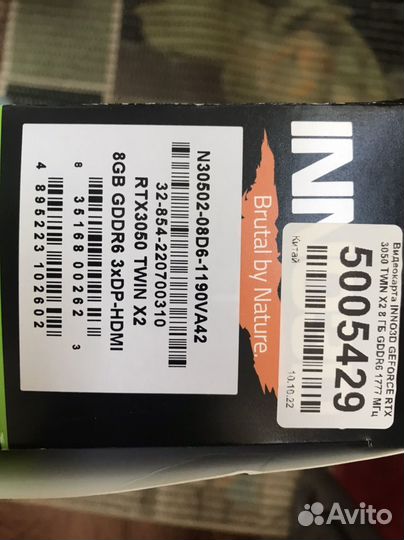 INN
Brutal by Nature.
N30502-08D6-1190VA42
32-854-220700310
RTX3050 TWIN X2
8GB GDDR6 3xDP-HDMI
8 35168 00262 3
4 895223 102602
Видеокарта INNO3D GEFORCE RTX
3050 TWIN X2 8 ГБ GDDR6 1777 МГц
5005429
Китай
10.10.22
Avito